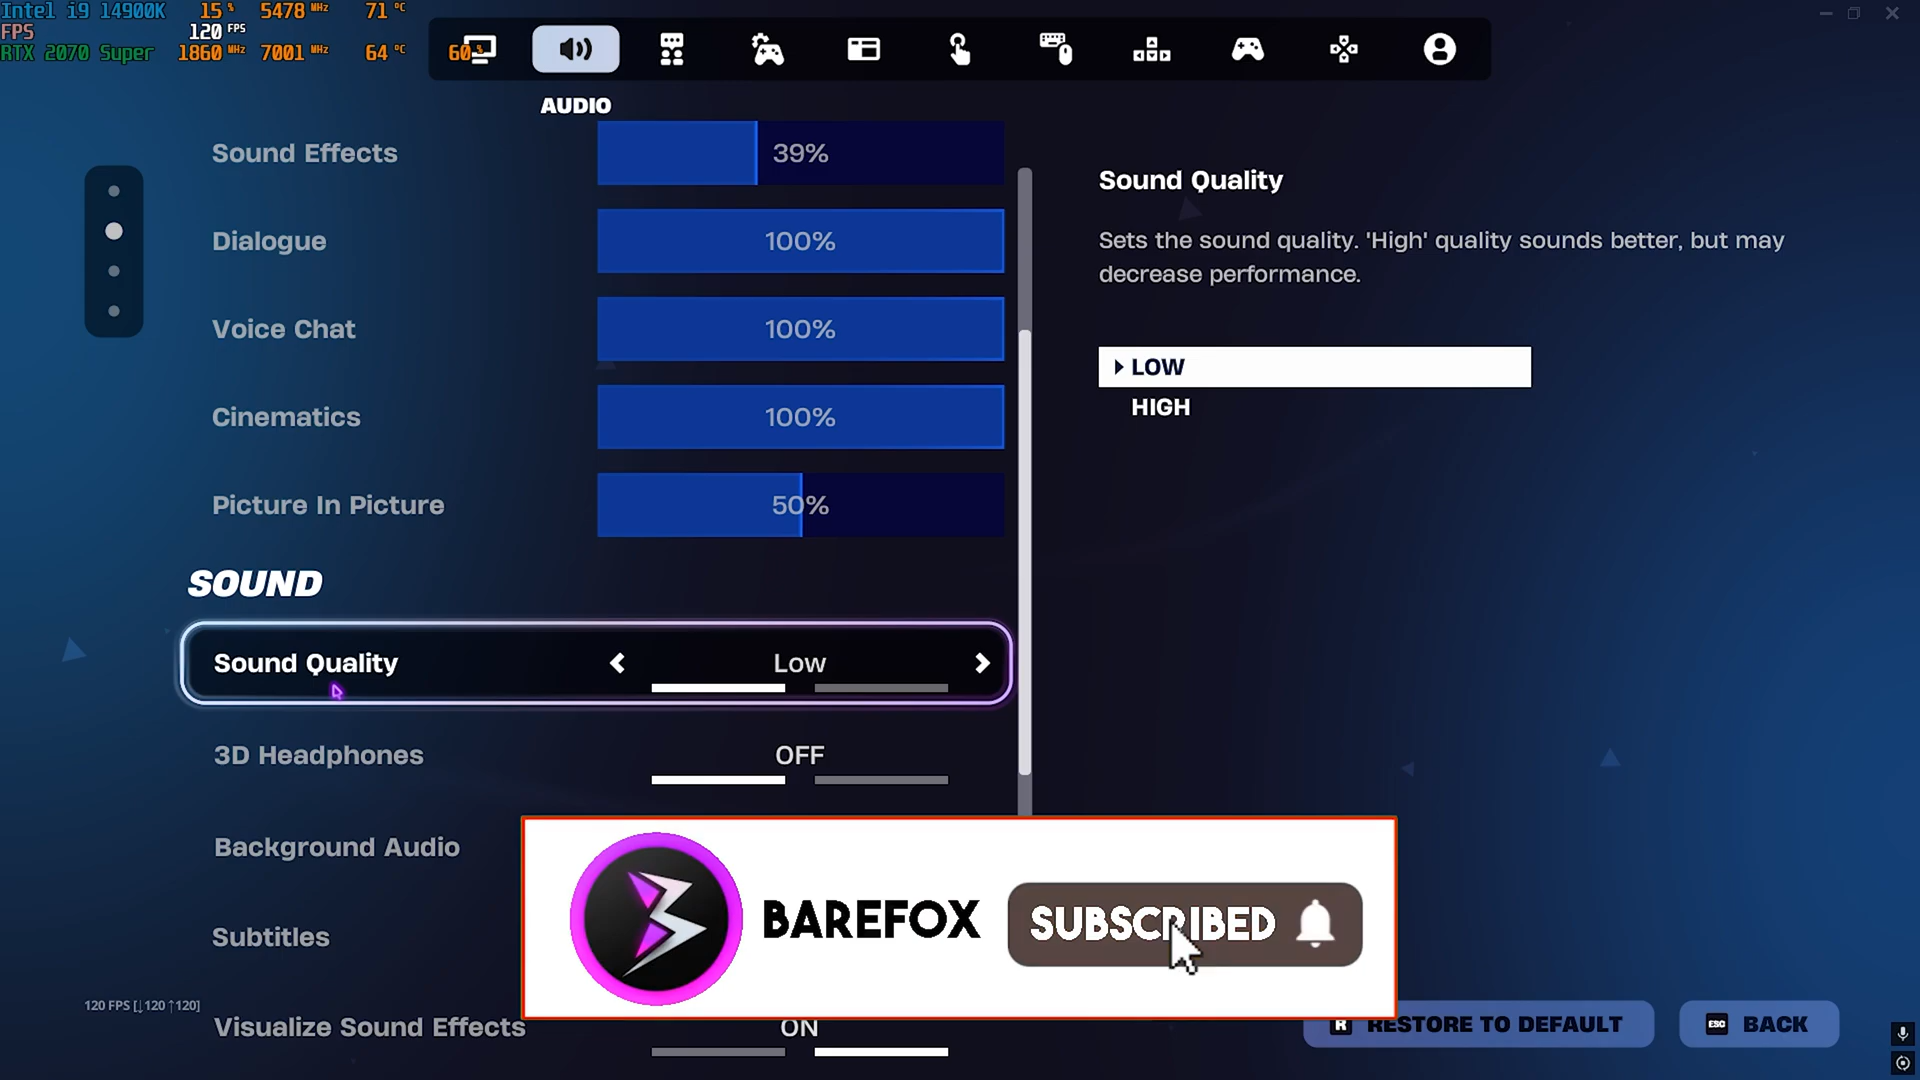 Intel i9 14900K 15 % 5478 MHz 71 °C
FPS 120 FPS
RTX 2070 Super 1860 MHz 7001 MHz 64 °C 60 %
AUDIO
Sound Effects 39%
Dialogue 100%
Voice Chat 100%
Cinematics 100%
Picture In Picture 50%
SOUND
Sound Quality Low
3D Headphones OFF
Background Audio
Subtitles
Visualize Sound Effects ON
Sound Quality
Sets the sound quality. 'High' quality sounds better, but may
decrease performance.
LOW
HIGH
BAREFOX SUBSCRIBED
120 FPS [↓120 ↑120]
R RESTORE TO DEFAULT
ESC BACK